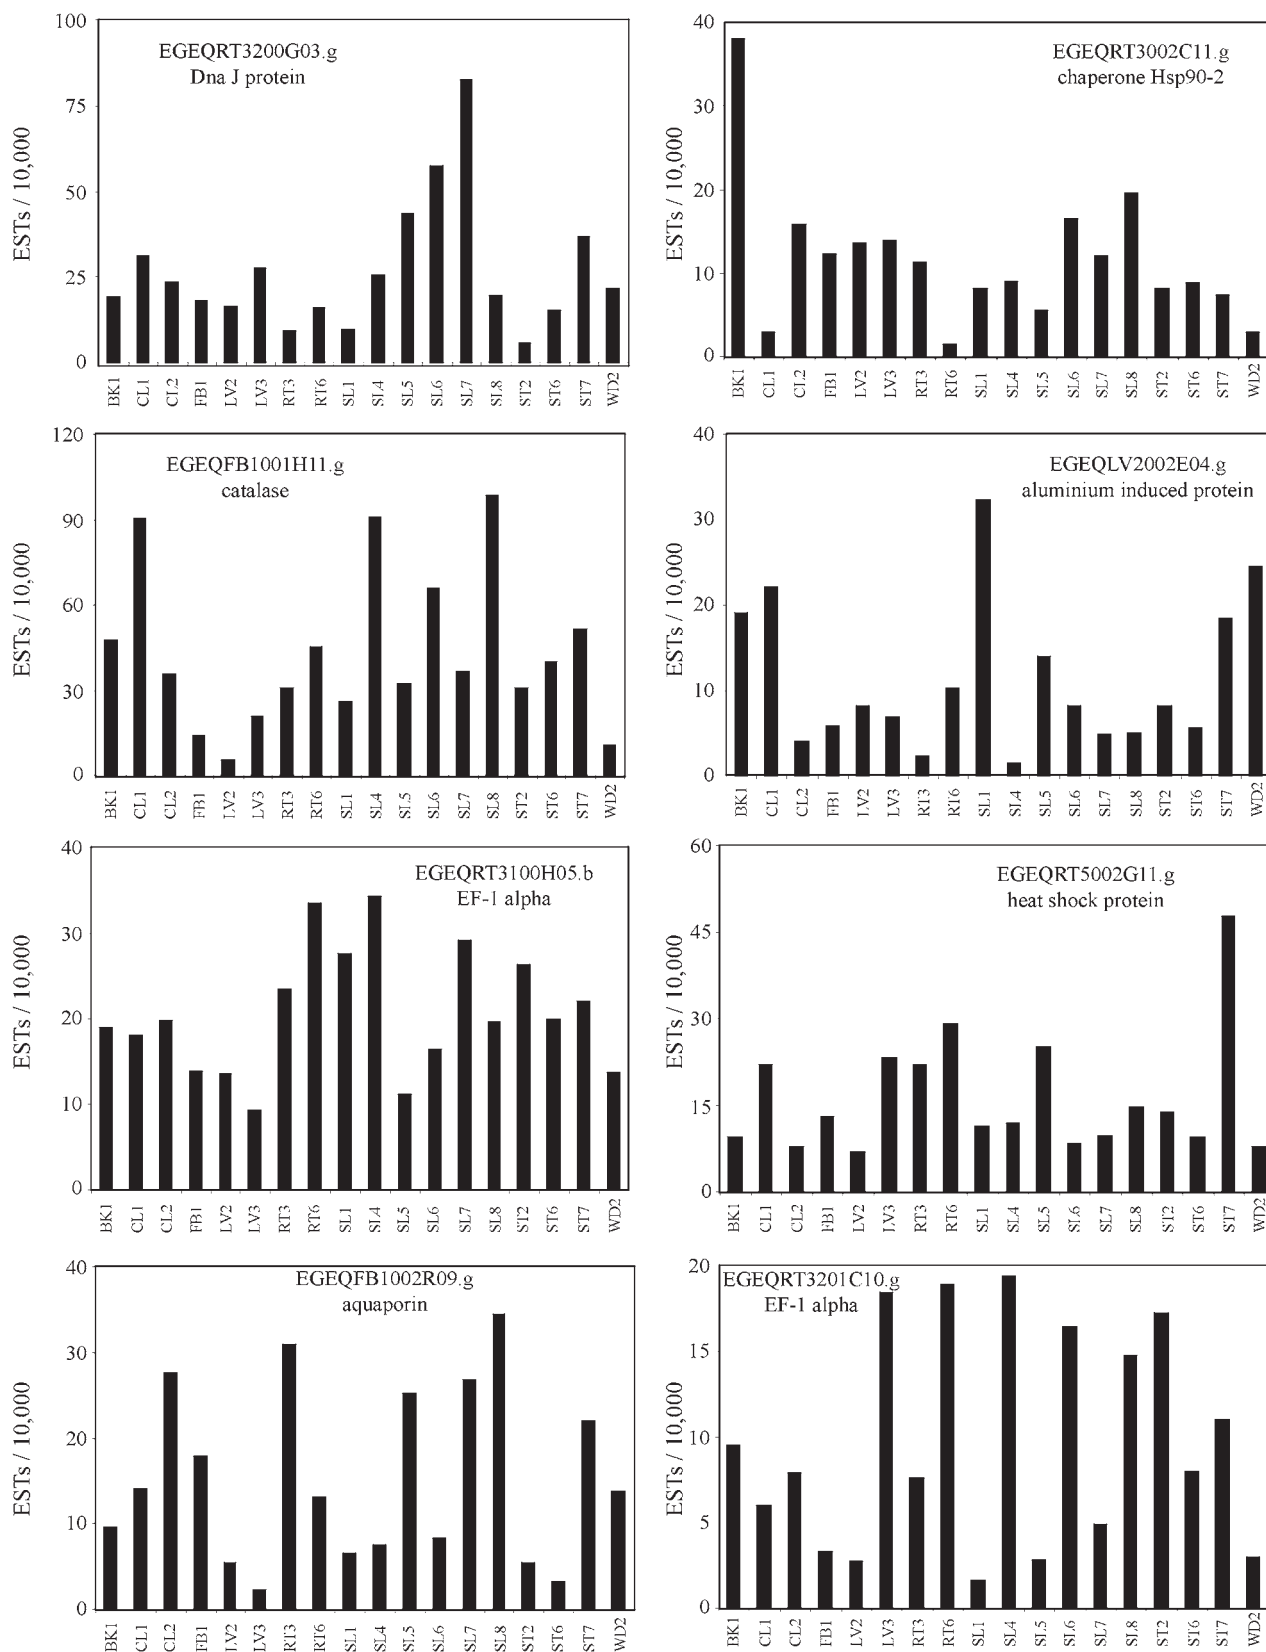 EGEQRT3200G03.g
Dna J protein
ESTs / 10,000
100
75
50
25
0
BK1 CL1 CL2 FB1 LV2 LV3 RT3 RT6 SL1 SL4 SL5 SL6 SL7 SL8 ST2 ST6 ST7 WD2
EGEQRT3002C11.g
chaperone Hsp90-2
ESTs / 10,000
40
30
20
10
0
BK1 CL1 CL2 FB1 LV2 LV3 RT3 RT6 SL1 SL4 SL5 SL6 SL7 SL8 ST2 ST6 ST7 WD2
EGEQFB1001H11.g
catalase
ESTs / 10,000
120
90
60
30
0
BK1 CL1 CL2 FB1 LV2 LV3 RT3 RT6 SL1 SL4 SL5 SL6 SL7 SL8 ST2 ST6 ST7 WD2
EGEQLV2002E04.g
aluminium induced protein
ESTs / 10,000
40
30
20
10
0
BK1 CL1 CL2 FB1 LV2 LV3 RT3 RT6 SL1 SL4 SL5 SL6 SL7 SL8 ST2 ST6 ST7 WD2
EGEQRT3100H05.b
EF-1 alpha
ESTs / 10,000
40
30
20
10
0
BK1 CL1 CL2 FB1 LV2 LV3 RT3 RT6 SL1 SL4 SL5 SL6 SL7 SL8 ST2 ST6 ST7 WD2
EGEQRT5002G11.g
heat shock protein
ESTs / 10,000
60
45
30
15
0
BK1 CL1 CL2 FB1 LV2 LV3 RT3 RT6 SL1 SL4 SL5 SL6 SL7 SL8 ST2 ST6 ST7 WD2
EGEQFB1002R09.g
aquaporin
ESTs / 10,000
40
30
20
10
0
BK1 CL1 CL2 FB1 LV2 LV3 RT3 RT6 SL1 SL4 SL5 SL6 SL7 SL8 ST2 ST6 ST7 WD2
EGEQRT3201C10.g
EF-1 alpha
ESTs / 10,000
20
15
10
5
0
BK1 CL1 CL2 FB1 LV2 LV3 RT3 RT6 SL1 SL4 SL5 SL6 SL7 SL8 ST2 ST6 ST7 WD2